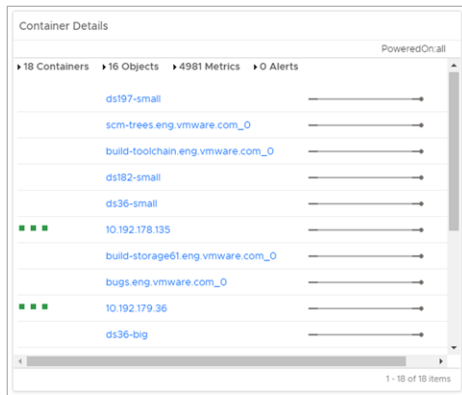 Container Details
PoweredOn:all
18 Containers 16 Objects 4981 Metrics 0 Alerts
ds197-small
scm-trees.eng.vmware.com_0
build-toolchain.eng.vmware.com_0
ds182-small
ds36-small
10.192.178.135
build-storage61.eng.vmware.com_0
bugs.eng.vmware.com_0
10.192.179.36
ds36-big
1 - 18 of 18 items